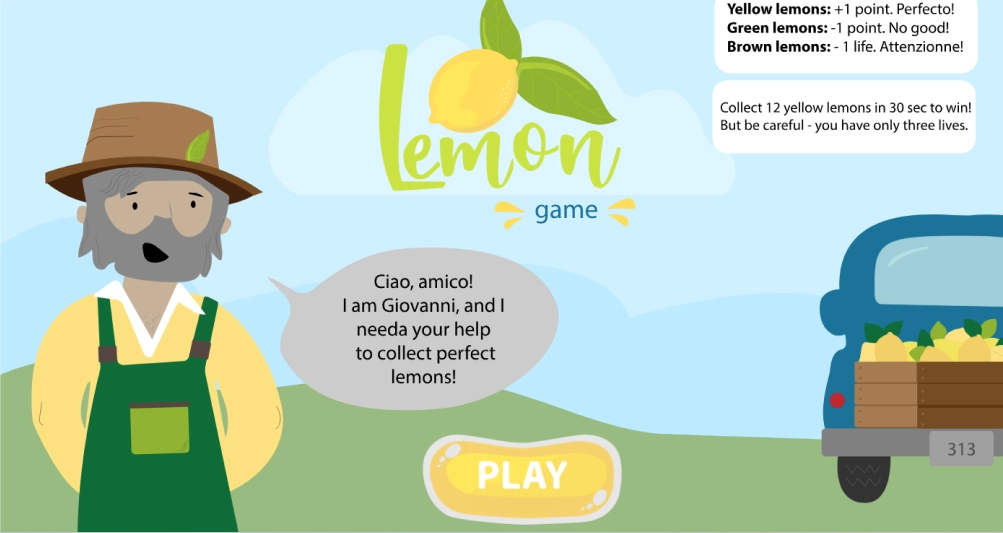 Yellow lemons: +1 point. Perfecto!
Green lemons: -1 point. No good!
Brown lemons: - 1 life. Attenzionne!
Collect 12 yellow lemons in 30 sec to win!
But be careful - you have only three lives.
Lemon
game
Ciao, amico!
I am Giovanni, and I
needa your help
to collect perfect
lemons!
PLAY
313